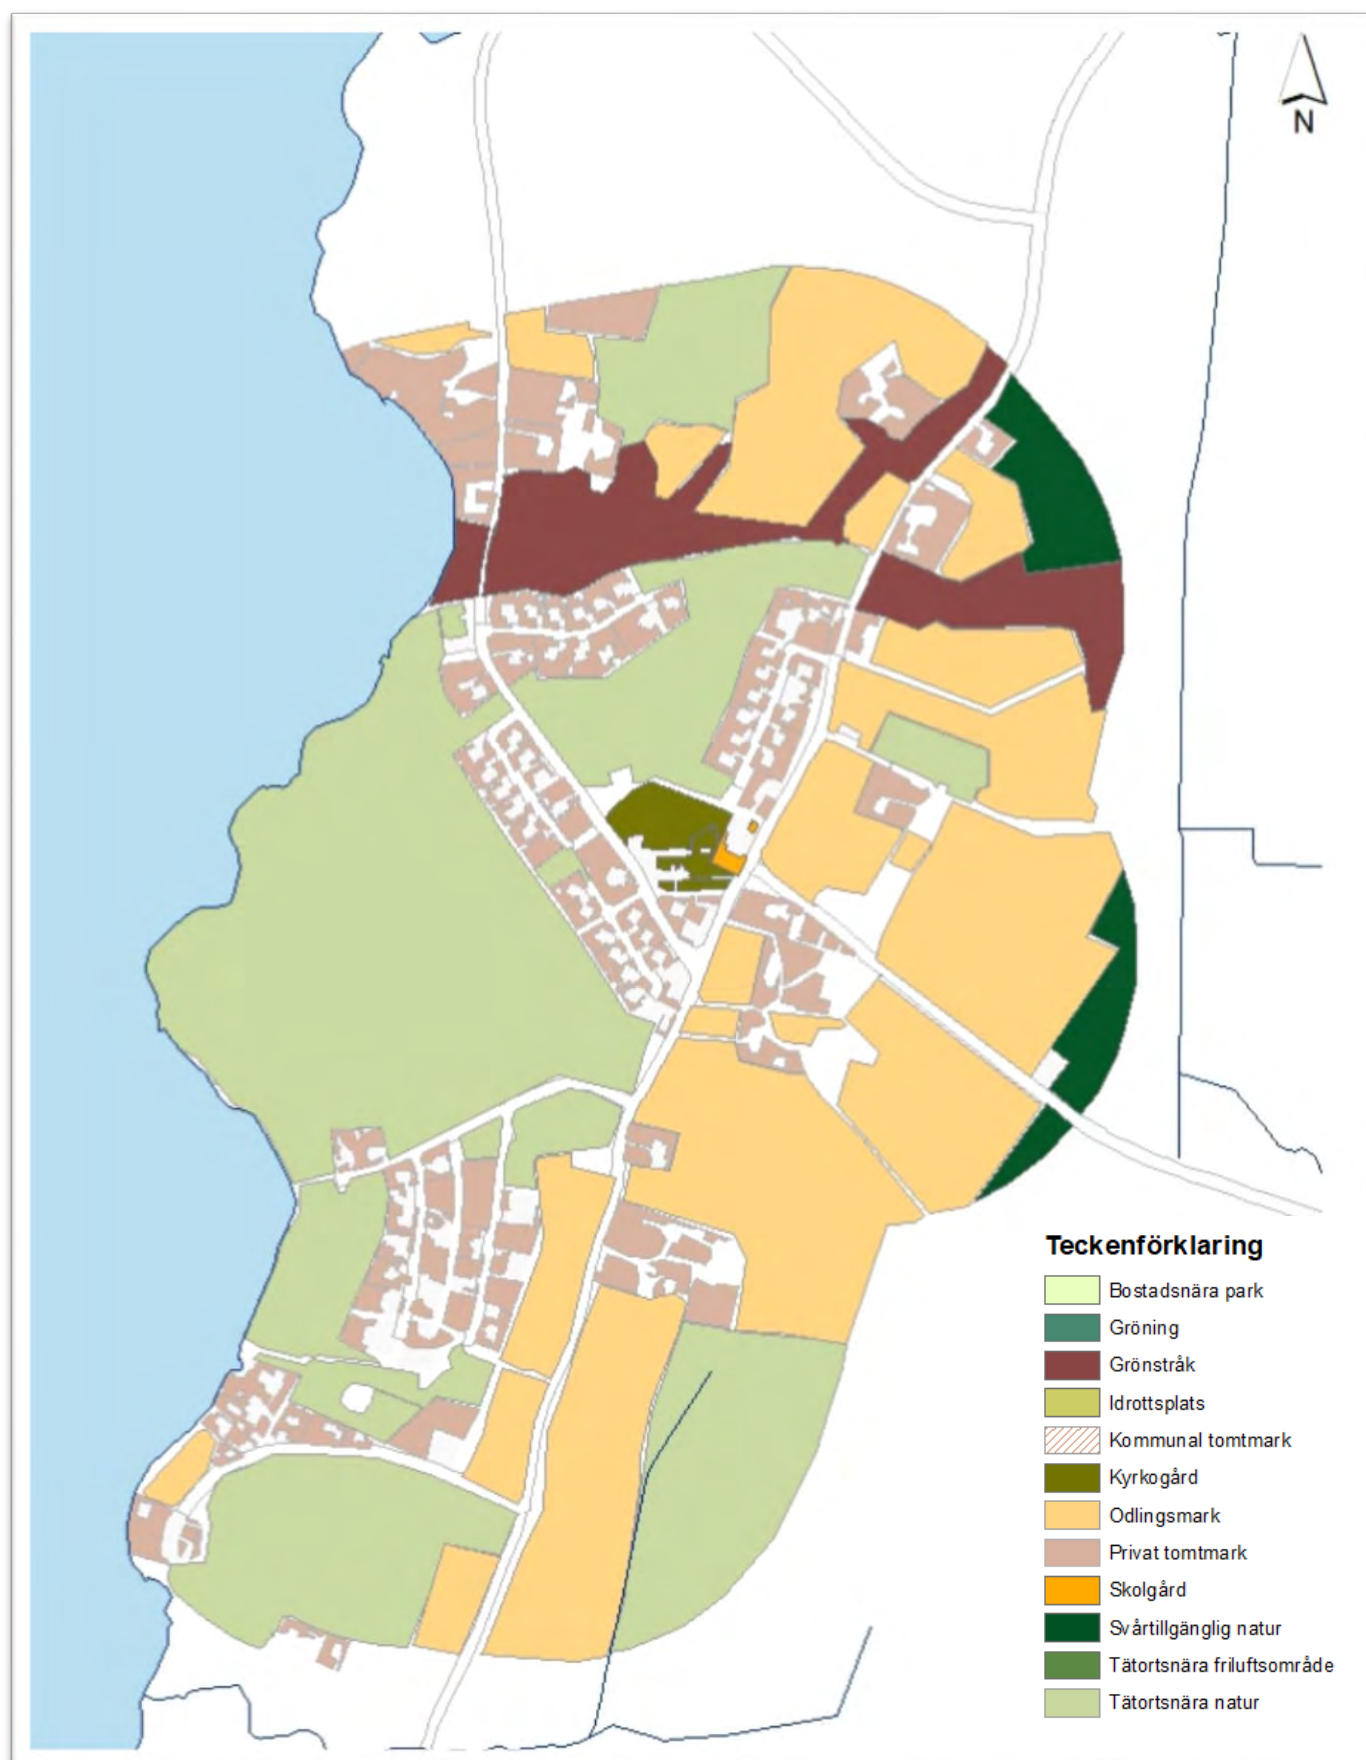 N
Teckenförklaring
Bostadsnära park
Gröning
Grönstråk
Idrottsplats
Kommunal tomtmark
Kyrkogård
Odlingsmark
Privat tomtmark
Skolgård
Svårtillgänglig natur
Tätortsnära friluftsområde
Tätortsnära natur